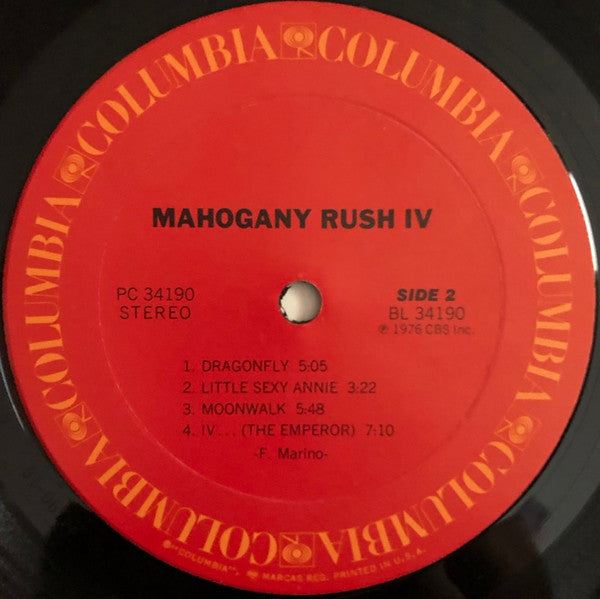 COLUMBIA COLUMBIA COLUMBIA COLUMBIA COLUMBIA COLUMBIA
MAHOGANY RUSH IV
PC 34190
STEREO
SIDE 2
BL 34190
℗ 1976 CBS Inc.
1. DRAGONFLY 5:05
2. LITTLE SEXY ANNIE 3:22
3. MOONWALK 5:48
4. IV... (THE EMPEROR) 7:10
-F. Marino-
"COLUMBIA", MARCAS REG. PRINTED IN U.S.A.